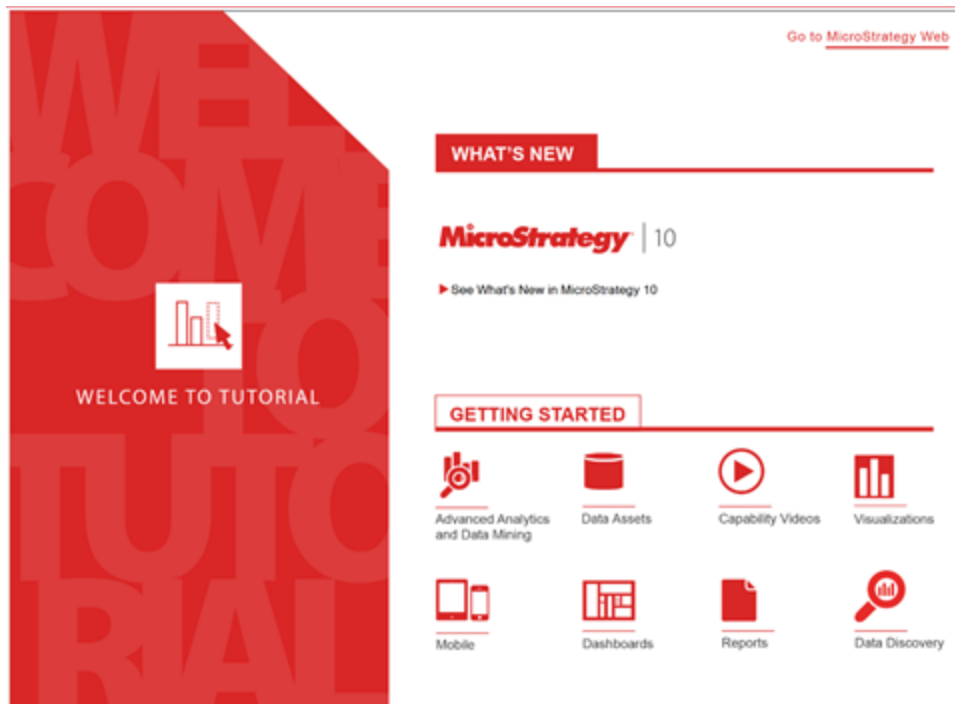 WELCOME TO TUTORIAL
WELCOME TO TUTORIAL
Go to MicroStrategy Web
WHAT'S NEW
MicroStrategy | 10
See What's New in MicroStrategy 10
GETTING STARTED
Advanced Analytics
and Data Mining
Data Assets
Capability Videos
Visualizations
Mobile
Dashboards
Reports
Data Discovery